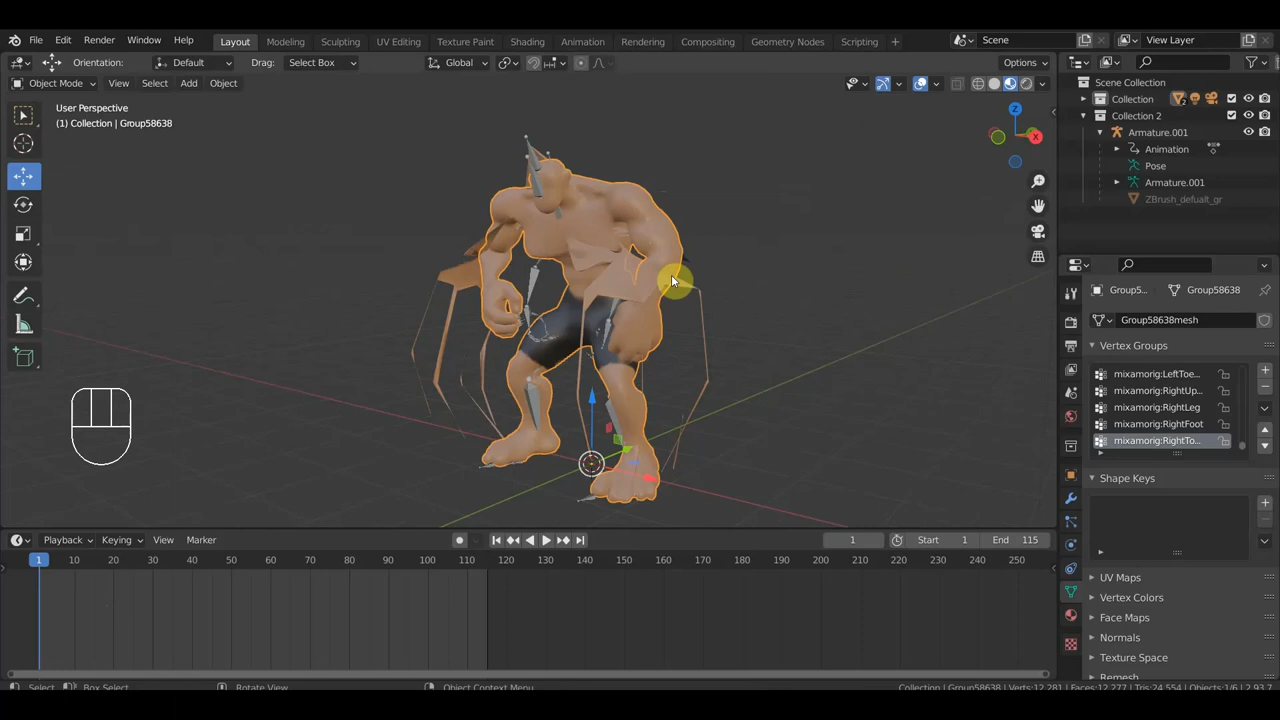 File Edit Render Window Help Layout Modeling Sculpting UV Editing Texture Paint Shading Animation Rendering Compositing Geometry Nodes Scripting + Scene View Layer
Orientation: Default Drag: Select Box Global Options
Object Mode View Select Add Object
User Perspective
(1) Collection | Group58638
Z
X
Scene Collection
Collection 2
Collection 2
Armature.001
Animation
Pose
Armature.001
ZBrush_defualt_gr
Group5... Group58638
Group58638mesh
Vertex Groups
mixamorig:LeftToe...
mixamorig:RightUp...
mixamorig:RightLeg
mixamorig:RightFoot
mixamorig:RightTo...
Shape Keys
UV Maps
Vertex Colors
Face Maps
Normals
Texture Space
Remesh
Playback Keying View Marker 1 Start 1 End 115
1 10 20 30 40 50 60 70 80 90 100 110 120 130 140 150 160 170 180 190 200 210 220 230 240 250
Select Box Select Rotate View Object Context Menu Collection | Group58638 | Verts:12,281 | Faces:12,277 | Tris:24,554 | Objects:1/6 | 2.93.7